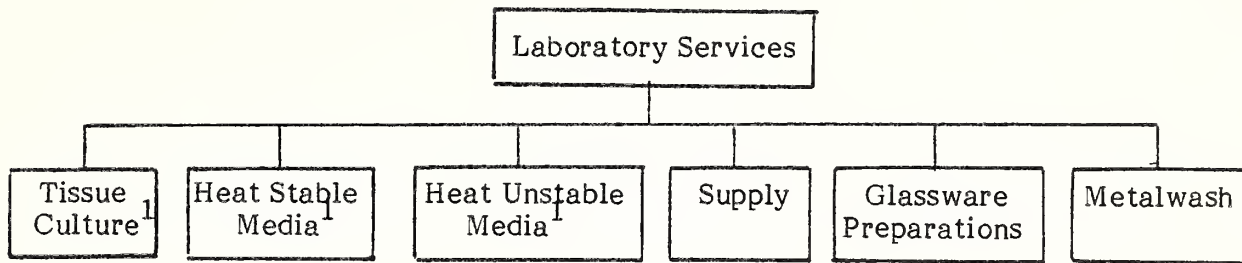 Laboratory Services
Tissue
Culture1
Heat Stable
Media1
Heat Unstable
Media1
Supply
Glassware
Preparations
Metalwash